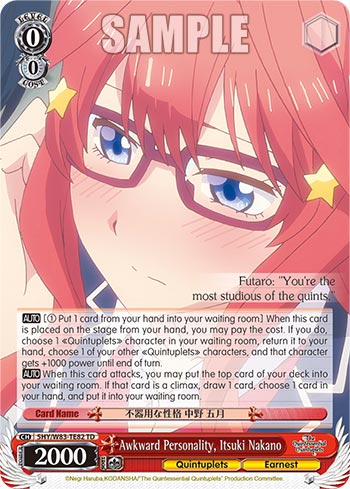 LEVEL
0
SAMPLE
0
COST
Futaro: "You're the
most studious of the quints."
AUTO [① Put 1 card from your hand into your waiting room] When this card
is placed on the stage from your hand, you may pay the cost. If you do,
choose 1 «Quintuplets» character in your waiting room, return it to your
hand, choose 1 of your other «Quintuplets» characters, and that character
gets +1000 power until end of turn.
AUTO When this card attacks, you may put the top card of your deck into
your waiting room. If that card is a climax, draw 1 card, choose 1 card in
your hand, and put it into your waiting room.
Card Name 不器用な性格 中野 五月
CH 5HY/W83-TE82 TD
POWER 2000
Awkward Personality, Itsuki Nakano
The Quintessential Quintuplets
Quintuplets Earnest
©Negi Haruba,KODANSHA/"The Quintessential Quintuplets" Production Committee.